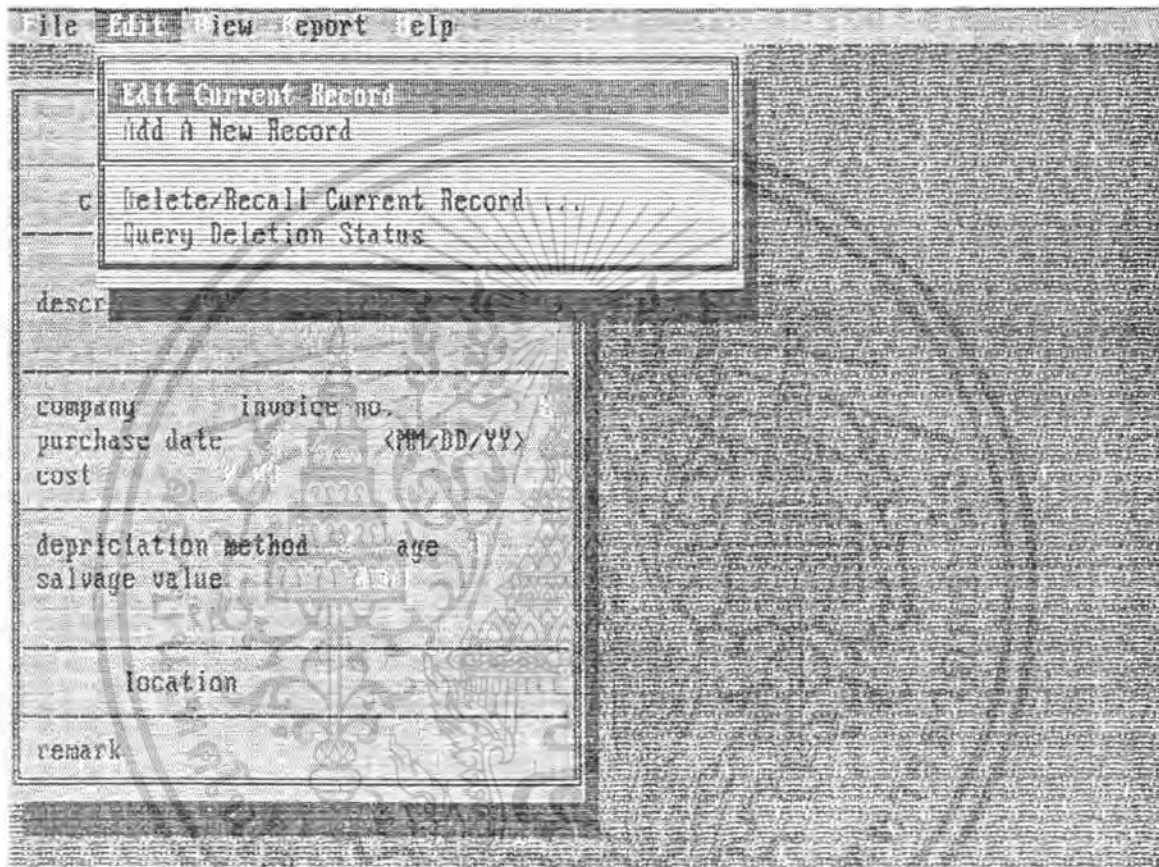 File Edit View Report Help
Edit Current Record
Add A New Record
Delete/Recall Current Record ...
Query Deletion Status
c
descr
company invoice no.
purchase date <MM/DD/YY>
cost
depriciation method age
salvage value
location
remark